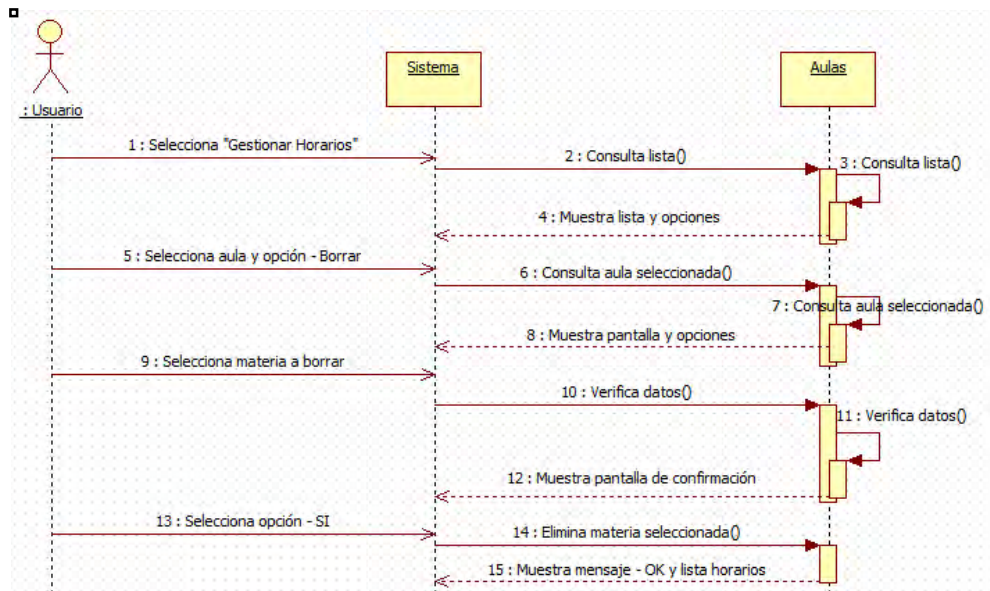 Sistema
Aulas
: Usuario
1 : Selecciona "Gestionar Horarios"
2 : Consulta lista()
3 : Consulta lista()
4 : Muestra lista y opciones
5 : Selecciona aula y opción - Borrar
6 : Consulta aula seleccionada()
7 : Consulta aula seleccionada()
8 : Muestra pantalla y opciones
9 : Selecciona materia a borrar
10 : Verifica datos()
11 : Verifica datos()
12 : Muestra pantalla de confirmación
13 : Selecciona opción - SI
14 : Elimina materia seleccionada()
15 : Muestra mensaje - OK y lista horarios